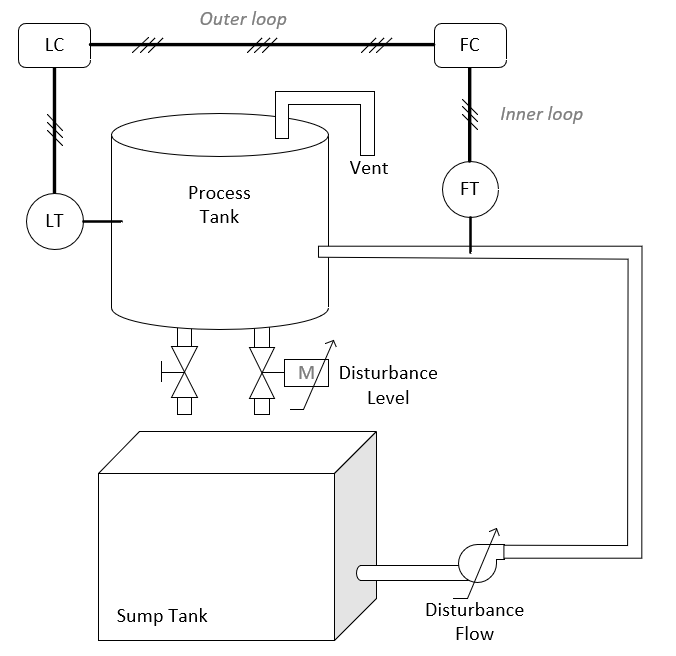 Outer loop
LC
FC
Inner loop
Vent
Process
Tank
FT
LT
M
Disturbance
Level
Sump Tank
Disturbance
Flow